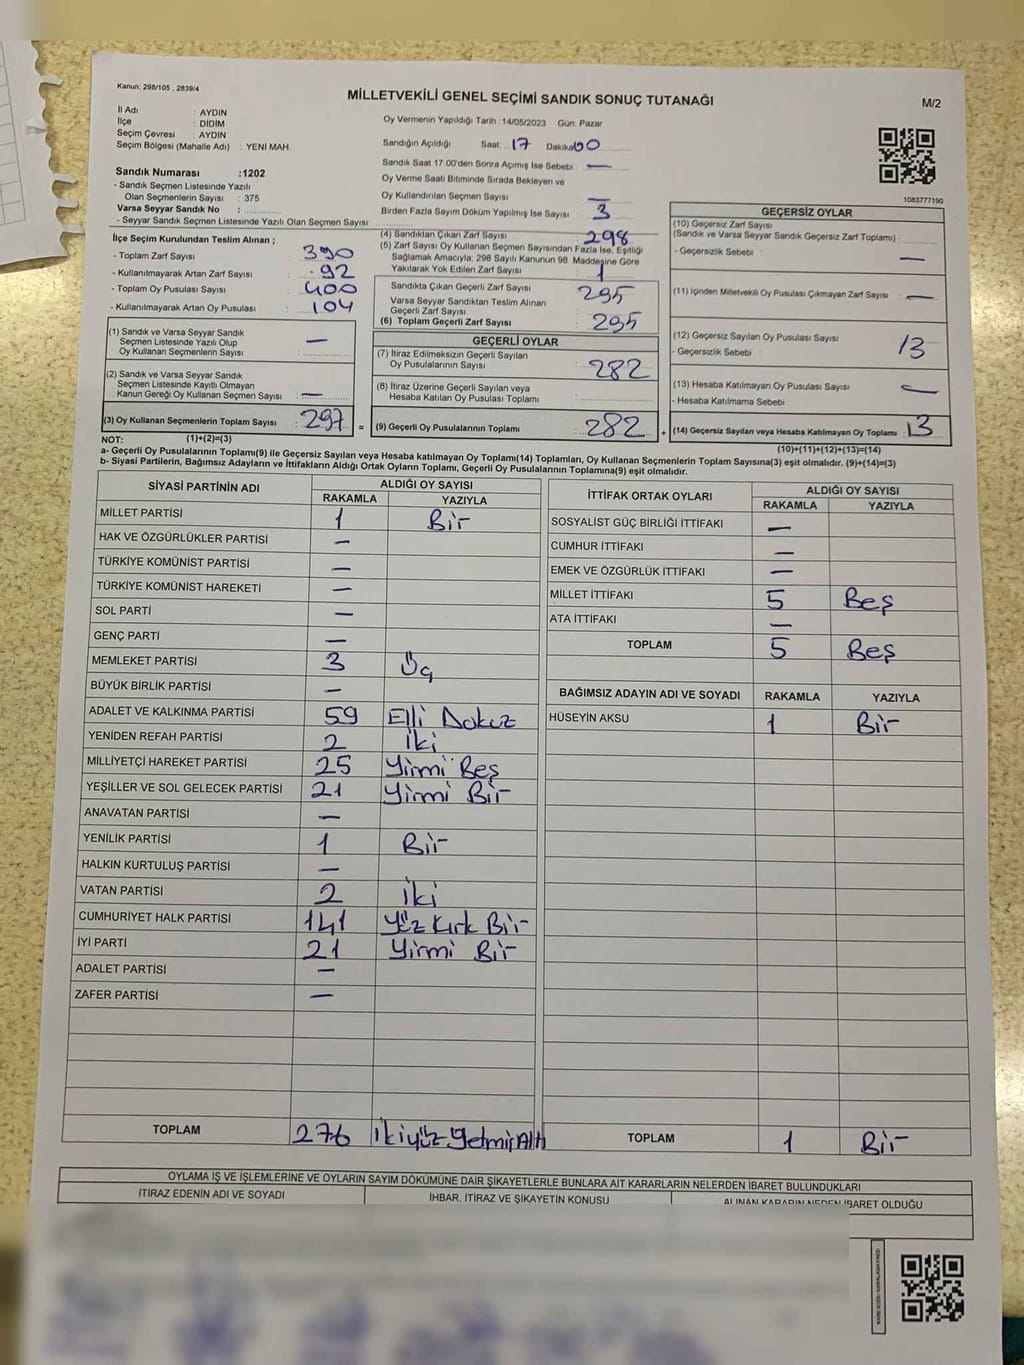 Kanun; 298/105 , 2839/4
MİLLETVEKİLİ GENEL SEÇİMİ SANDIK SONUÇ TUTANAĞI
M/2
İl Adı : AYDIN
İlçe : DİDİM
Seçim Çevresi : AYDIN
Seçim Bölgesi (Mahalle Adı) : YENİ MAH.
Sandık Numarası :1202
- Sandık Seçmen Listesinde Yazılı
Olan Seçmenlerin Sayısı : 375
Varsa Seyyar Sandık No :
- Seyyar Sandık Seçmen Listesinde Yazılı Olan Seçmen Sayısı:
Oy Vermenin Yapıldığı Tarih :14/05/2023 Gün: Pazar
Sandığın Açıldığı Saat: 17 Dakika: 00
Sandık Saat 17:00'den Sonra Açımış İse Sebebi : —
Oy Verme Saati Bitiminde Sırada Bekleyen ve
Oy Kullandırılan Seçmen Sayısı : —
Birden Fazla Sayım Döküm Yapılmış İse Sayısı : 3
1083777190
İlçe Seçim Kurulundan Teslim Alınan ;
- Toplam Zarf Sayısı : 390
- Kullanılmayarak Artan Zarf Sayısı : 92
- Toplam Oy Pusulası Sayısı : 400
- Kullanılmayarak Artan Oy Pusulası : 104
(4) Sandıktan Çıkan Zarf Sayısı : 298
(5) Zarf Sayısı Oy Kullanan Seçmen Sayısından Fazla İse, Eşitliği
Sağlamak Amacıyla; 298 Sayılı Kanunun 98. Maddesine Göre
Yakılarak Yok Edilen Zarf Sayısı : 1
Sandıkta Çıkan Geçerli Zarf Sayısı : 295
Varsa Seyyar Sandıktan Teslim Alınan
Geçerli Zarf Sayısı :
(6) Toplam Geçerli Zarf Sayısı : 295
GEÇERSİZ OYLAR
(10) Geçersiz Zarf Sayısı
(Sandık ve Varsa Seyyar Sandık Geçersiz Zarf Toplamı) :
- Geçersizlik Sebebi : —
(11) İçinden Milletvekili Oy Pusulası Çıkmayan Zarf Sayısı : —
(12) Geçersiz Sayılan Oy Pusulası Sayısı : 13
- Geçersizlik Sebebi :
(13) Hesaba Katılmayan Oy Pusulası Sayısı : —
- Hesaba Katılmama Sebebi :
(14) Geçersiz Sayılan veya Hesaba Katılmayan Oy Toplamı : 13
(1) Sandık ve Varsa Seyyar Sandık
Seçmen Listesinde Yazılı Olup
Oy Kullanan Seçmenlerin Sayısı : —
(2) Sandık ve Varsa Seyyar Sandık
Seçmen Listesinde Kayıtlı Olmayan
Kanun Gereği Oy Kullanan Seçmen Sayısı : —
(3) Oy Kullanan Seçmenlerin Toplam Sayısı : 297 =
GEÇERLİ OYLAR
(7) İtiraz Edilmeksizin Geçerli Sayılan
Oy Pusulalarının Sayısı : 282
(8) İtiraz Üzerine Geçerli Sayılan veya
Hesaba Katılan Oy Pusulası Toplamı :
(9) Geçerli Oy Pusulalarının Toplamı : 282 +
NOT: (1)+(2)=(3)
(10)+(11)+(12)+(13)=(14)
a- Geçerli Oy Pusulalarının Toplamı(9) ile Geçersiz Sayılan veya Hesaba katılmayan Oy Toplamı(14) Toplamları, Oy Kullanan Seçmenlerin Toplam Sayısına(3) eşit olmalıdır. (9)+(14)=(3)
b- Siyasi Partilerin, Bağımsız Adayların ve İttifakların Aldığı Ortak Oyların Toplamı, Geçerli Oy Pusulalarının Toplamına(9) eşit olmalıdır.
SİYASİ PARTİNİN ADI ALDIĞI OY SAYISI
RAKAMLA YAZIYLA
MİLLET PARTİSİ 1 Bir
HAK VE ÖZGÜRLÜKLER PARTİSİ —
TÜRKİYE KOMÜNİST PARTİSİ —
TÜRKİYE KOMÜNİST HAREKETİ —
SOL PARTİ —
GENÇ PARTİ —
MEMLEKET PARTİSİ 3 Üç
BÜYÜK BİRLİK PARTİSİ —
ADALET VE KALKINMA PARTİSİ 59 Elli Dokuz
YENİDEN REFAH PARTİSİ 2 İki
MİLLİYETÇİ HAREKET PARTİSİ 25 Yirmi Beş
YEŞİLLER VE SOL GELECEK PARTİSİ 21 Yirmi Bir
ANAVATAN PARTİSİ —
YENİLİK PARTİSİ 1 Bir
HALKIN KURTULUŞ PARTİSİ —
VATAN PARTİSİ 2 İki
CUMHURİYET HALK PARTİSİ 141 Yüz Kırk Bir
İYİ PARTİ 21 Yirmi Bir
ADALET PARTİSİ —
ZAFER PARTİSİ —
TOPLAM 276 İkiyüz Yetmiş Altı
İTTİFAK ORTAK OYLARI ALDIĞI OY SAYISI
RAKAMLA YAZIYLA
SOSYALİST GÜÇ BİRLİĞİ İTTİFAKI —
CUMHUR İTTİFAKI —
EMEK VE ÖZGÜRLÜK İTTİFAKI —
MİLLET İTTİFAKI 5 Beş
ATA İTTİFAKI —
TOPLAM 5 Beş
BAĞIMSIZ ADAYIN ADI VE SOYADI RAKAMLA YAZIYLA
HÜSEYİN AKSU 1 Bir
TOPLAM 1 Bir
OYLAMA İŞ VE İŞLEMLERİNE VE OYLARIN SAYIM DÖKÜMÜNE DAİR ŞİKAYETLERLE BUNLARA AİT KARARLARIN NELERDEN İBARET BULUNDUKLARI
İTİRAZ EDENİN ADI VE SOYADI İHBAR, İTİRAZ VE ŞİKAYETİN KONUSU ALINAN KARARIN NEDEN İBARET OLDUĞU